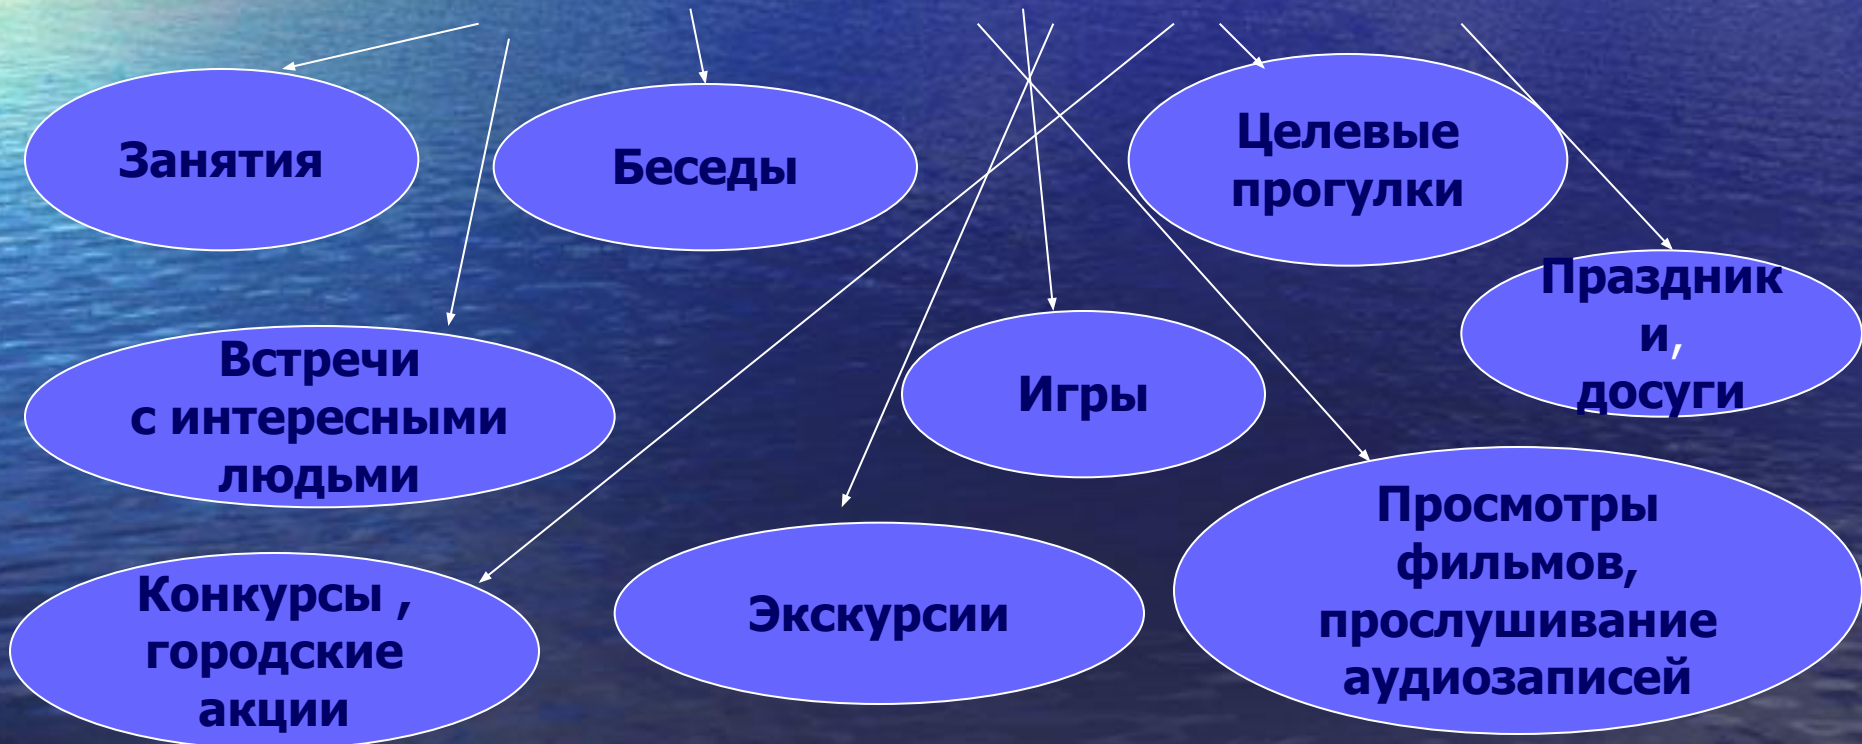 Занятия
Беседы
Целевые
прогулки
Праздник
и,
досуги
Встречи
с интересными
людьми
Игры
Конкурсы ,
городские
акции
Экскурсии
Просмотры
фильмов,
прослушивание
аудиозаписей